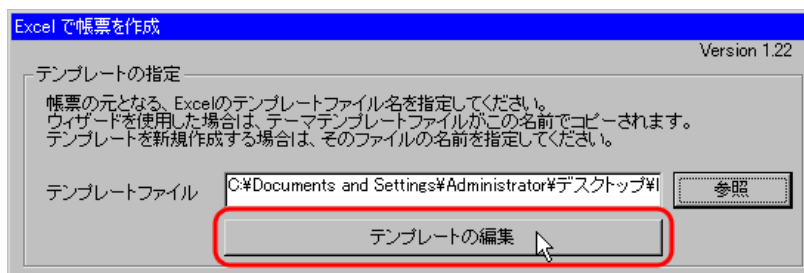 Excel で帳票を作成
Version 1.22
テンプレートの指定
帳票の元となる、Excelのテンプレートファイル名を指定してください。
ウィザードを使用した場合は、テーマテンプレートファイルがこの名前でコピーされます。
テンプレートを新規作成する場合は、そのファイルの名前を指定してください。
テンプレートファイル C:¥Documents and Settings¥Administrator¥デスクトップ¥I 参照
テンプレートの編集